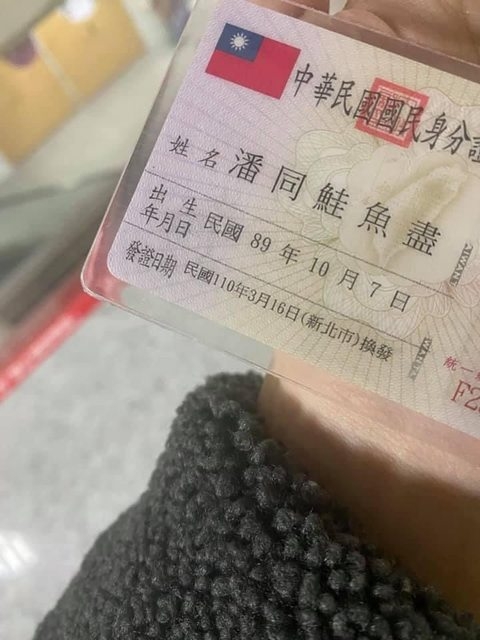 中華民國國民身分證
姓名 潘同鮭魚盡
出生年月日 民國 89 年 10 月 7 日
發證日期 民國110年3月16日(新北市)換發
統一
F2